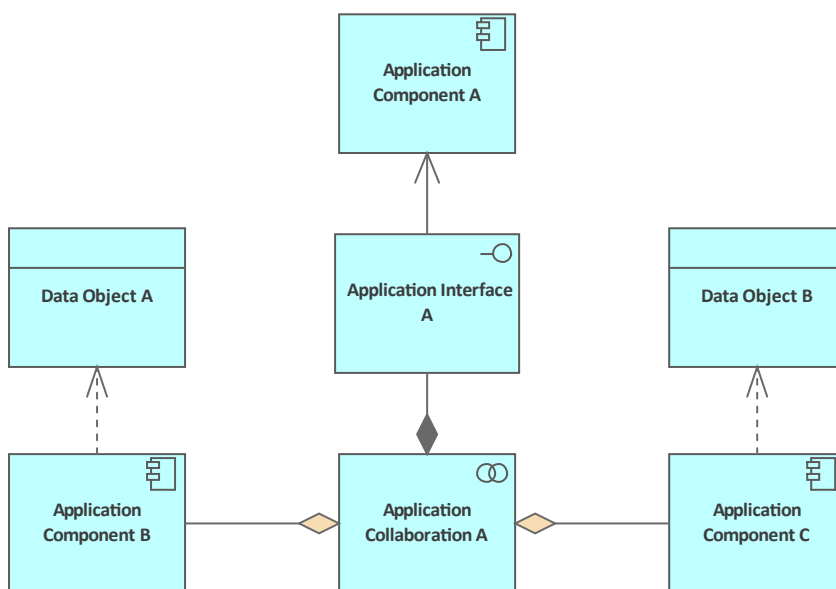 Application
Component A
Data Object A
Application Interface
A
Data Object B
Application
Component B
Application
Collaboration A
Application
Component C